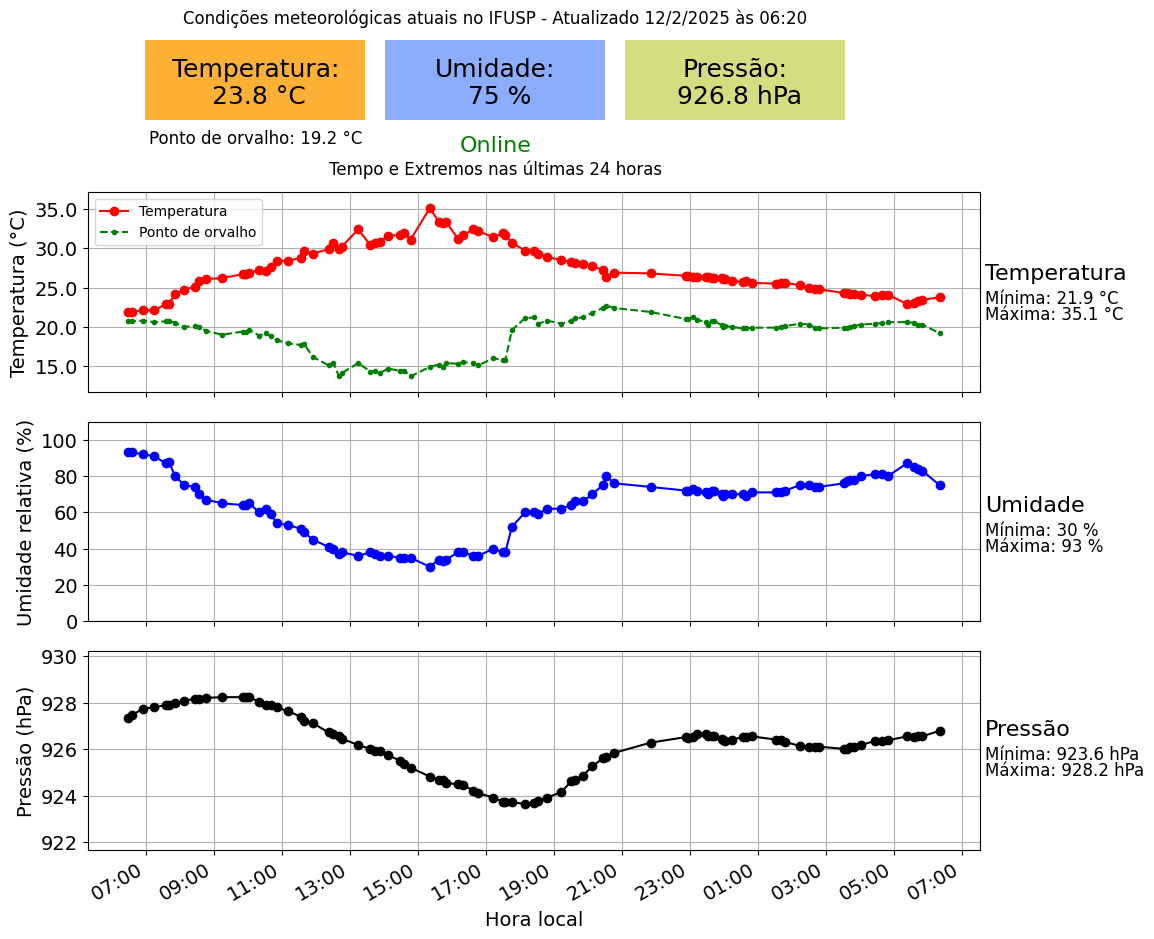 Condições meteorológicas atuais no IFUSP - Atualizado 12/2/2025 às 06:20
Temperatura:
23.8 °C
Umidade:
75 %
Pressão:
926.8 hPa
Ponto de orvalho: 19.2 °C
Online
Tempo e Extremos nas últimas 24 horas
Temperatura (°C)
35.0
30.0
25.0
20.0
15.0
Temperatura
Ponto de orvalho
Temperatura
Mínima: 21.9 °C
Máxima: 35.1 °C
Umidade relativa (%)
100
80
60
40
20
0
Umidade
Mínima: 30 %
Máxima: 93 %
Pressão (hPa)
930
928
926
924
922
Pressão
Mínima: 923.6 hPa
Máxima: 928.2 hPa
07:00 09:00 11:00 13:00 15:00 17:00 19:00 21:00 23:00 01:00 03:00 05:00 07:00
Hora local